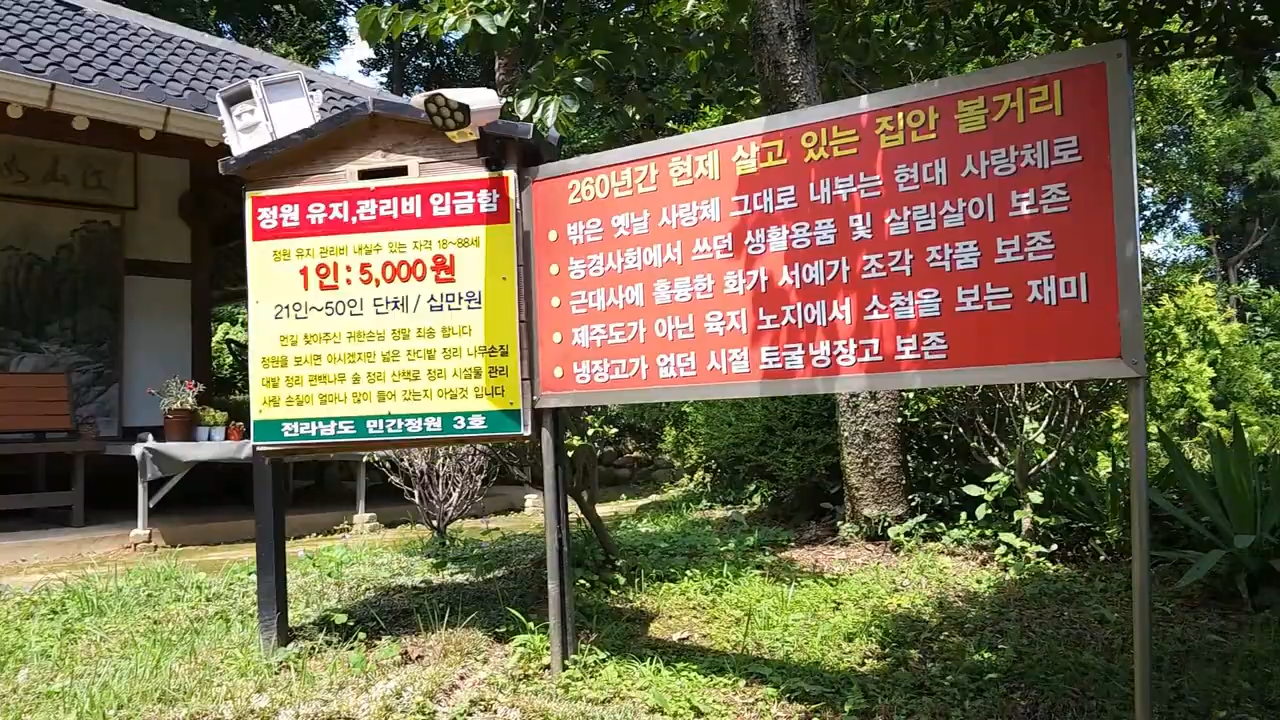 정원 유지,관리비 입금함
정원 유지 관리비 내실수 있는 자격 18~88세
1인 : 5,000원
21인~50인 단체 / 십만원
먼길 찾아주신 귀한손님 정말 죄송 합니다
정원을 보시면 아시겠지만 넓은 잔디밭 정리 나무손질
대밭 정리 편백나무 숲 정리 산책로 정리 시설물 관리
사람 손질이 얼마나 많이 들어 갔는지 아실것 입니다
전라남도 민간정원 3호
260년간 현제 살고 있는 집안 볼거리
• 밖은 옛날 사랑체 그대로 내부는 현대 사랑체로
• 농경사회에서 쓰던 생활용품 및 살림살이 보존
• 근대사에 훌륭한 화가 서예가 조각 작품 보존
• 제주도가 아닌 육지 노지에서 소철을 보는 재미
• 냉장고가 없던 시절 토굴냉장고 보존